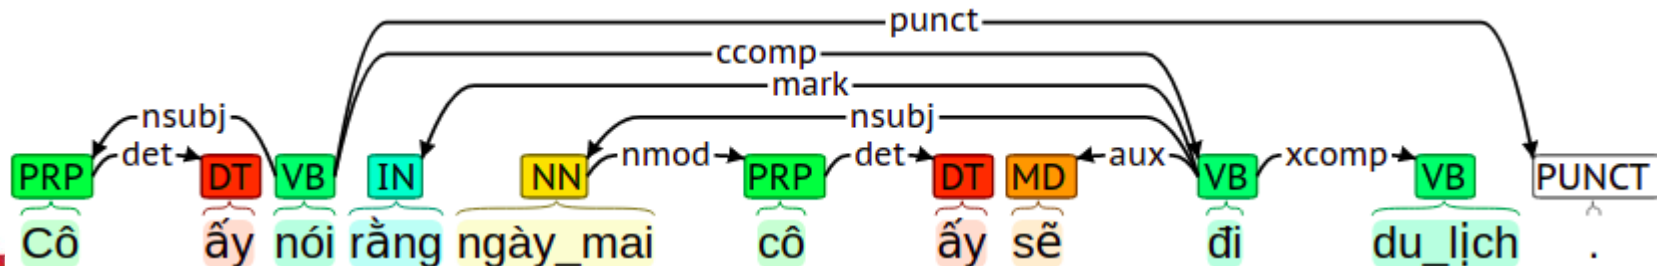 punct
ccomp
mark
nsubj nsubj
det nmod det aux xcomp
PRP DT VB IN NN PRP DT MD VB VB PUNCT
Cô ấy nói rằng ngày_mai cô ấy sẽ đi du_lịch .